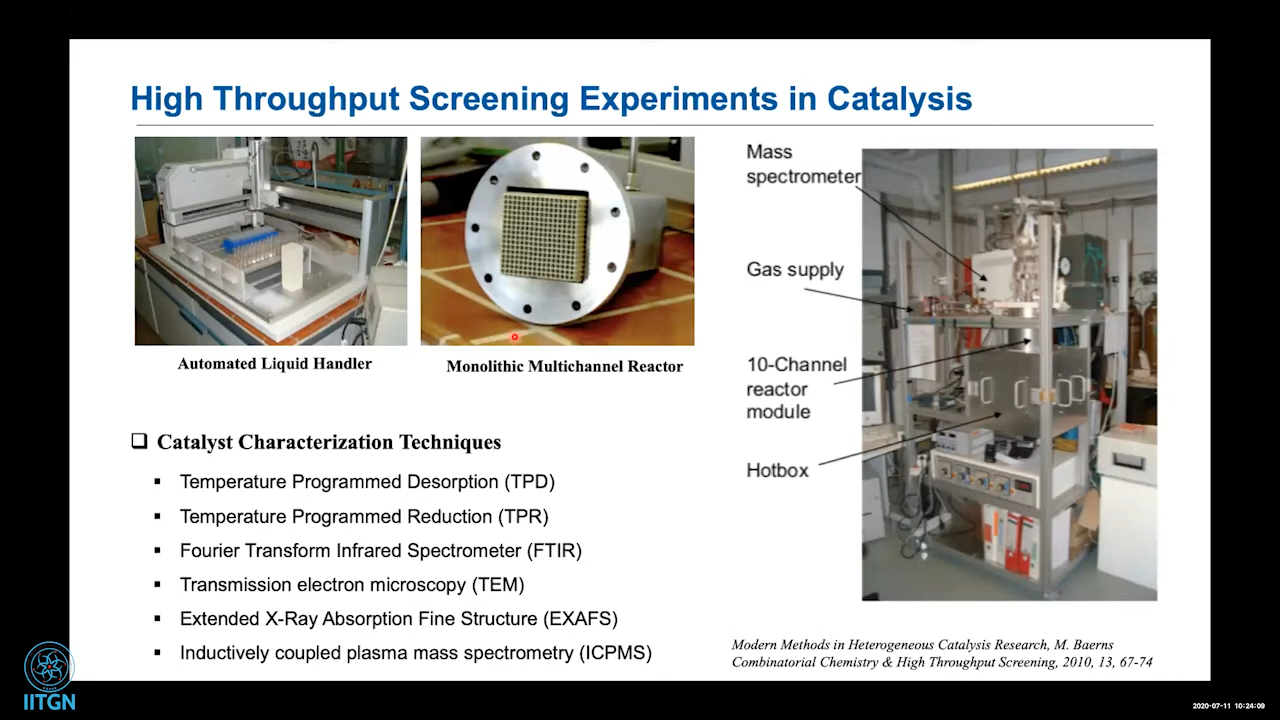 High Throughput Screening Experiments in Catalysis
Automated Liquid Handler
Monolithic Multichannel Reactor
Mass
spectrometer
Gas supply
10-Channel
reactor
module
Hotbox
❑ Catalyst Characterization Techniques
▪ Temperature Programmed Desorption (TPD)
▪ Temperature Programmed Reduction (TPR)
▪ Fourier Transform Infrared Spectrometer (FTIR)
▪ Transmission electron microscopy (TEM)
▪ Extended X-Ray Absorption Fine Structure (EXAFS)
▪ Inductively coupled plasma mass spectrometry (ICPMS)
Modern Methods in Heterogeneous Catalysis Research, M. Baerns
Combinatorial Chemistry & High Throughput Screening, 2010, 13, 67-74
IITGN
2020-07-11 10:24:09